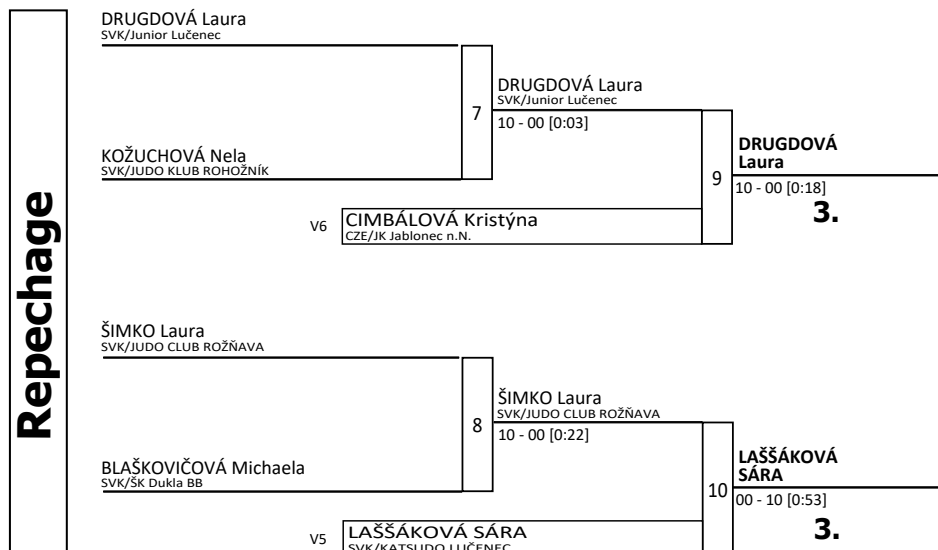 Repechage
DRUGDOVÁ Laura
SVK/Junior Lučenec
7
DRUGDOVÁ Laura
SVK/Junior Lučenec
10 - 00 [0:03]
KOŽUCHOVÁ Nela
SVK/JUDO KLUB ROHOŽNÍK
9
DRUGDOVÁ
Laura
10 - 00 [0:18]
3.
V6
CIMBÁLOVÁ Kristýna
CZE/JK Jablonec n.N.
ŠIMKO Laura
SVK/JUDO CLUB ROŽŇAVA
8
ŠIMKO Laura
SVK/JUDO CLUB ROŽŇAVA
10 - 00 [0:22]
BLAŠKOVIČOVÁ Michaela
SVK/ŠK Dukla BB
10
LAŠŠÁKOVÁ
SÁRA
00 - 10 [0:53]
3.
V5
LAŠŠÁKOVÁ SÁRA
SVK/KATSUDO LUČENEC